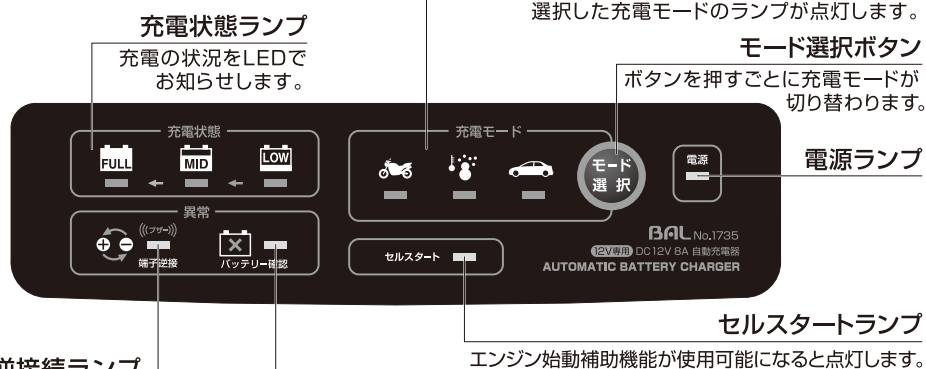 選択した充電モードのランプが点灯します。
充電状態ランプ
充電の状況をLEDで
お知らせします。
モード選択ボタン
ボタンを押すごとに充電モードが
切り替わります。
充電状態
FULL
MID
LOW
充電モード
モード
選択
電源
電源ランプ
異常
(((ブザー)))
端子逆接
バッテリー確認
セルスタート
BAL No.1735
12V専用 DC12V 8A 自動充電器
AUTOMATIC BATTERY CHARGER
セルスタートランプ
エンジン始動補助機能が使用可能になると点灯します。
逆接続ランプ